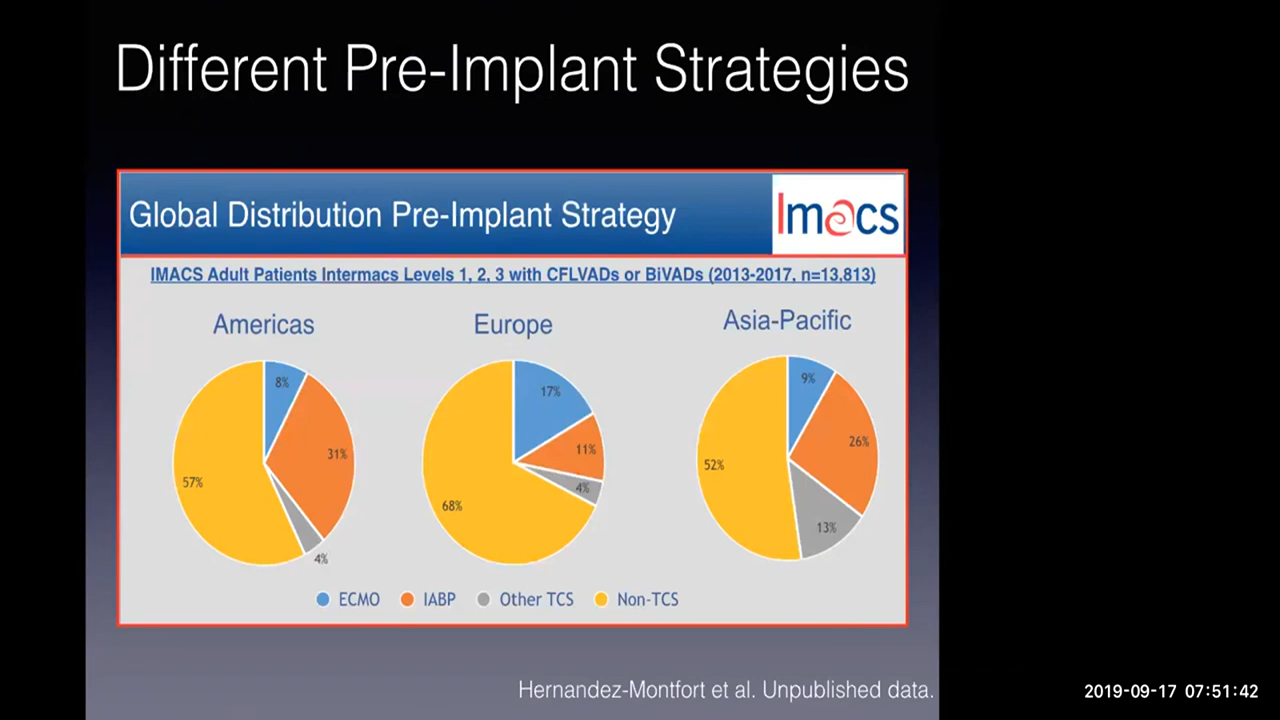 Different Pre-Implant Strategies
Global Distribution Pre-Implant Strategy
Imacs
IMACS Adult Patients Intermacs Levels 1, 2, 3 with CFLVADs or BiVADs (2013-2017, n=13,813)
Americas
Europe
Asia-Pacific
8%
31%
4%
57%
17%
11%
4%
68%
9%
26%
13%
52%
ECMO
IABP
Other TCS
Non-TCS
Hernandez-Montfort et al. Unpublished data.
2019-09-17 07:51:42